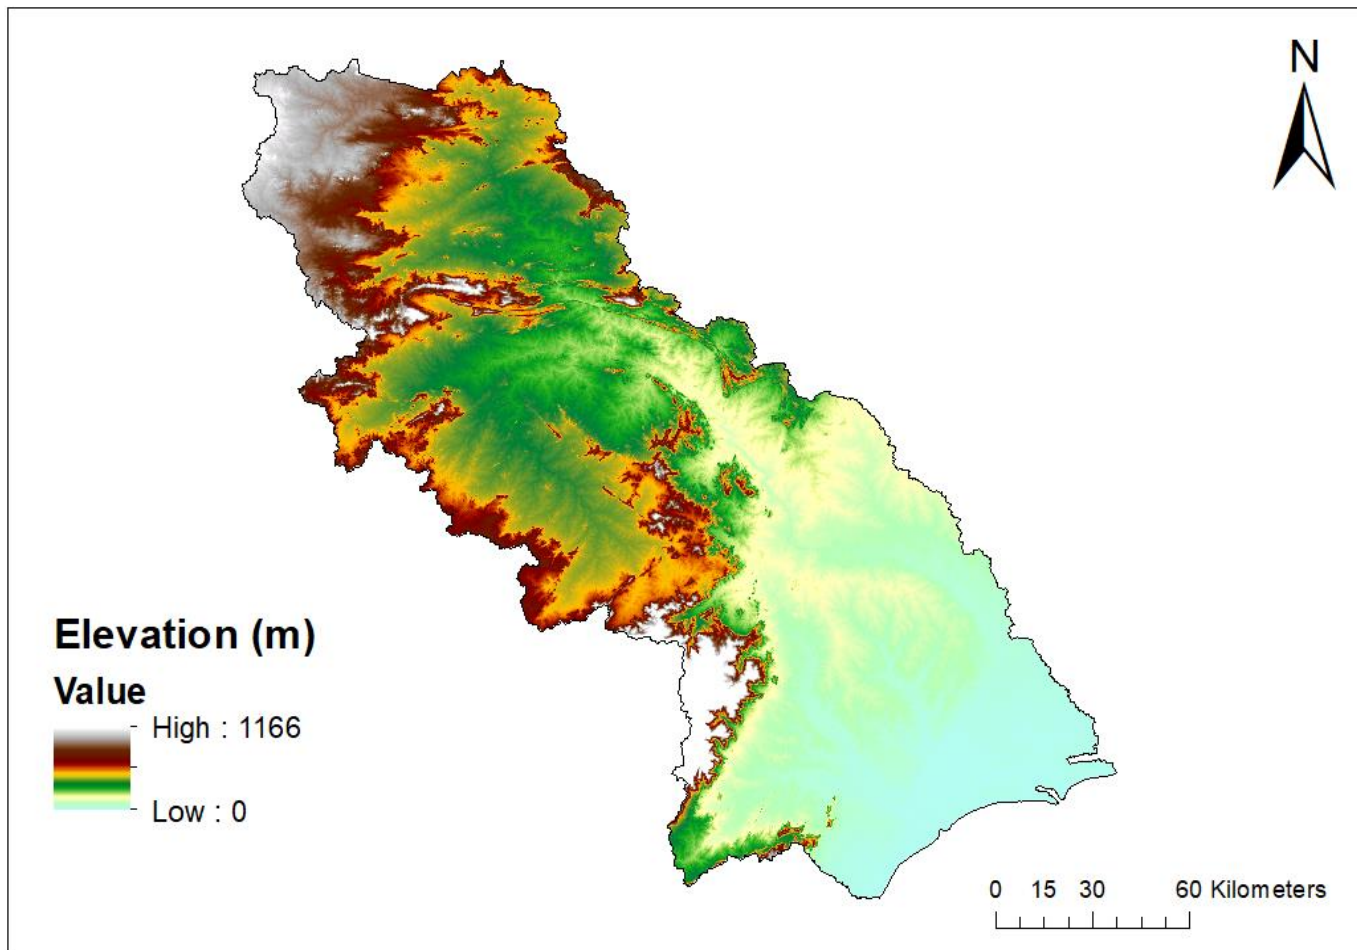 N
Elevation (m)
Value
High : 1166
Low : 0
0 15 30 60 Kilometers